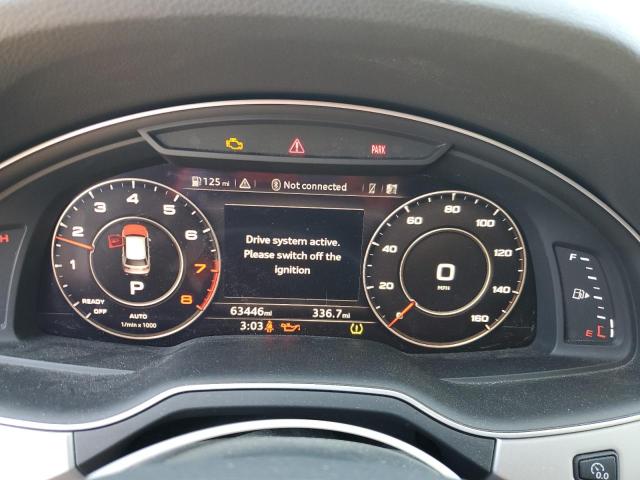 PARK
125 mi Not connected
Drive system active.
Please switch off the
ignition
1 2 3 4 5 6 7 8
P
READY
OFF
AUTO
1/min x 1000
20 40 60 80 100 120 140 160
0
MPH
63446mi 336.7mi
3:03
H
F
E
0.0